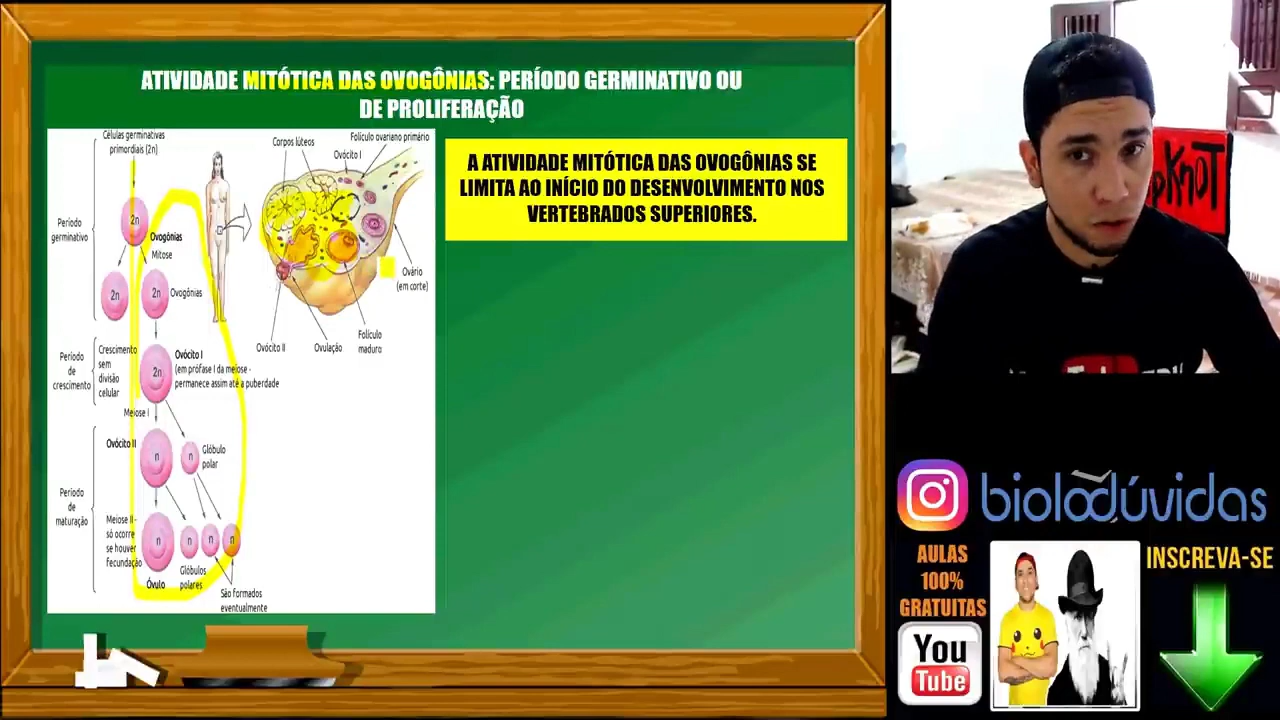 ATIVIDADE MITÓTICA DAS OVOGÔNIAS: PERÍODO GERMINATIVO OU
DE PROLIFERAÇÃO
Células germinativas
primordiais (2n)
Período
germinativo
2n
Ovogônias
Mitose
2n
2n
Ovogônias
Período
de
crescimento
Crescimento
sem
divisão
celular
2n
Ovócito I
(em prófase I da meiose -
permanece assim até a puberdade
Meiose I
Período
de
maturação
Ovócito II
n
n
Glóbulo
polar
Meiose II -
só ocorre
se houver
fecundação
n
n
n
n
Óvulo
Glóbulos
polares
São formados
eventualmente
Corpos lúteos
Folículo ovariano primário
Ovócito I
Ovário
(em corte)
Ovócito II
Ovulação
Folículo
maduro
A ATIVIDADE MITÓTICA DAS OVOGÔNIAS SE
LIMITA AO INÍCIO DO DESENVOLVIMENTO NOS
VERTEBRADOS SUPERIORES.
KNOT
biolodúvidas
AULAS
100%
GRATUITAS
You
Tube
INSCREVA-SE